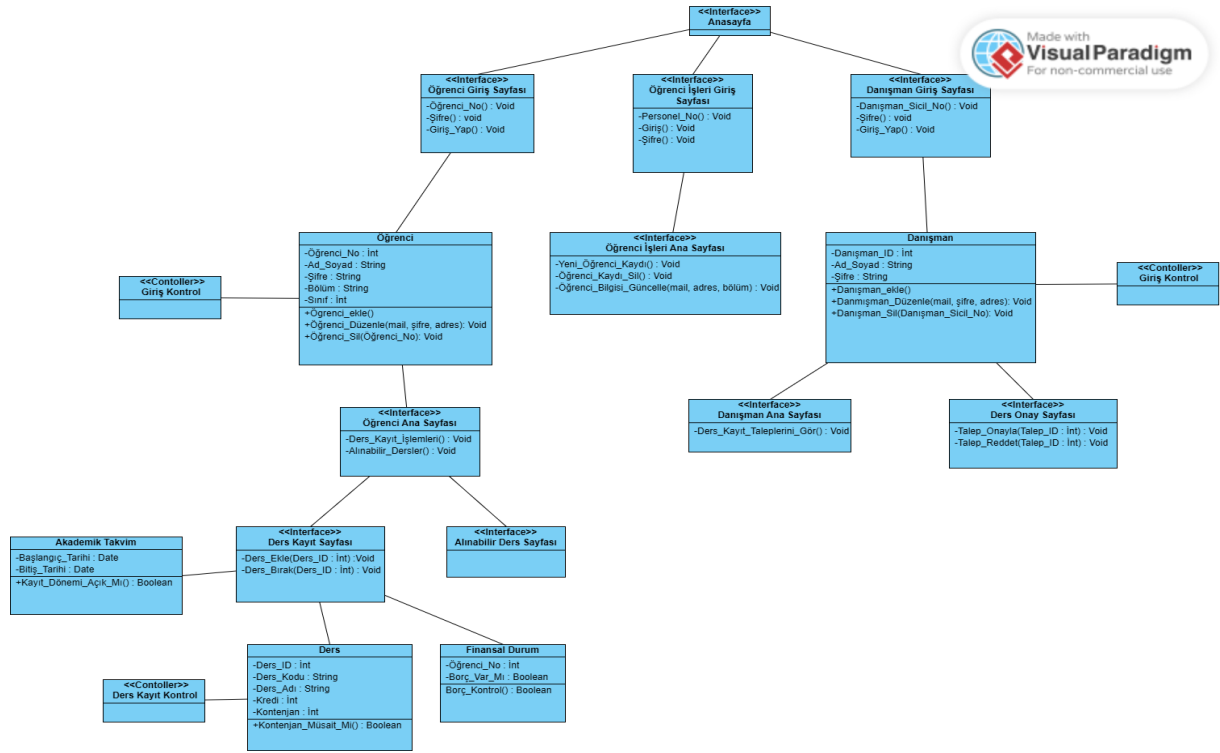 <<Interface>>
Anasayfa
Made with
Visual Paradigm
For non-commercial use
<<Interface>>
Öğrenci Giriş Sayfası
-Öğrenci_No() : Void
-Şifre() : void
-Giriş_Yap() : Void
<<Interface>>
Öğrenci İşleri Giriş
Sayfası
-Personel_No() : Void
-Giriş() : Void
-Şifre() : Void
<<Interface>>
Danışman Giriş Sayfası
-Danışman_Sicil_No() : Void
-Şifre() : void
-Giriş_Yap() : Void
Öğrenci
-Öğrenci_No : İnt
-Ad_Soyad : String
-Şifre : String
-Bölüm : String
-Sınıf : İnt
+Ögrenci_ekle()
+Öğrenci_Düzenle(mail, şifre, adres): Void
+Öğrenci_Sil(Öğrenci_No): Void
<<Interface>>
Öğrenci İşleri Ana Sayfası
-Yeni_Öğrenci_Kaydı() : Void
-Öğrenci_Kaydı_Sil() : Void
-Öğrenci_Bilgisi_Güncelle(mail, adres, bölüm) : Void
Danışman
-Danışman_ID : İnt
-Ad_Soyad : String
-Şifre : String
+Danışman_ekle()
+Danmışman_Düzenle(mail, şifre, adres): Void
+Danışman_Sil(Danışman_Sicil_No): Void
<<Contoller>>
Giriş Kontrol
<<Contoller>>
Giriş Kontrol
<<Interface>>
Öğrenci Ana Sayfası
-Ders_Kayıt_İşlemleri() : Void
-Alınabilir_Dersler() : Void
<<Interface>>
Danışman Ana Sayfası
-Ders_Kayıt_Taleplerini_Gör() : Void
<<Interface>>
Ders Onay Sayfası
-Talep_Onayla(Talep_ID : İnt) : Void
-Talep_Reddet(Talep_ID : İnt) : Void
Akademik Takvim
-Başlangıç_Tarihi : Date
-Bitiş_Tarihi : Date
+Kayıt_Dönemi_Açık_Mı() : Boolean
<<Interface>>
Ders Kayıt Sayfası
-Ders_Ekle(Ders_ID : İnt) :Void
-Ders_Bırak(Ders_ID : İnt) : Void
<<Interface>>
Alınabilir Ders Sayfası
Ders
-Ders_ID : İnt
-Ders_Kodu : String
-Ders_Adı : String
-Kredi : İnt
-Kontenjan : İnt
+Kontenjan_Müsait_Mi() : Boolean
Finansal Durum
-Öğrenci_No : İnt
-Borç_Var_Mı : Boolean
Borç_Kontrol() : Boolean
<<Contoller>>
Ders Kayıt Kontrol